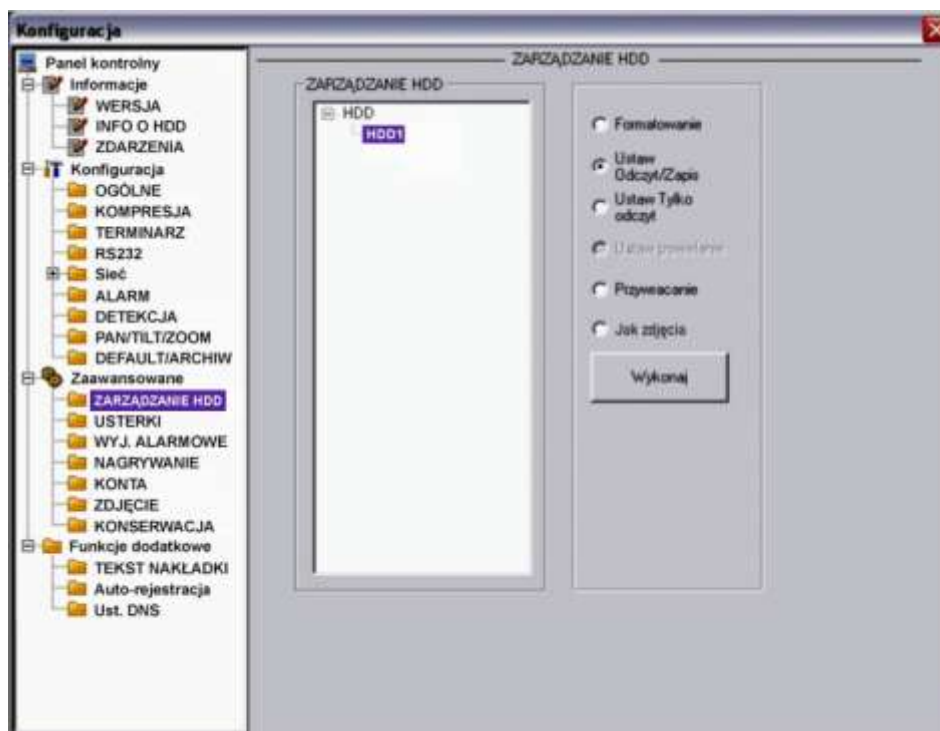 Konfiguracja
Panel kontrolny
Informacje
WERSJA
INFO O HDD
ZDARZENIA
Konfiguracja
OGÓLNE
KOMPRESJA
TERMINARZ
RS232
Sieć
ALARM
DETEKCJA
PAN/TILT/ZOOM
DEFAULT/ARCHIW
Zaawansowane
ZARZĄDZANIE HDD
USTERKI
WYJ. ALARMOWE
NAGRYWANIE
KONTA
ZDJĘCIE
KONSERWACJA
Funkcje dodatkowe
TEKST NAKŁADKI
Auto-rejestracja
Ust. DNS
ZARZĄDZANIE HDD
ZARZĄDZANIE HDD
HDD
HDD1
Formatowanie
Ustaw
Odczyt/Zapis
Ustaw Tylko
odczyt
Ustaw
Jak zdjęcia
Wykonaj